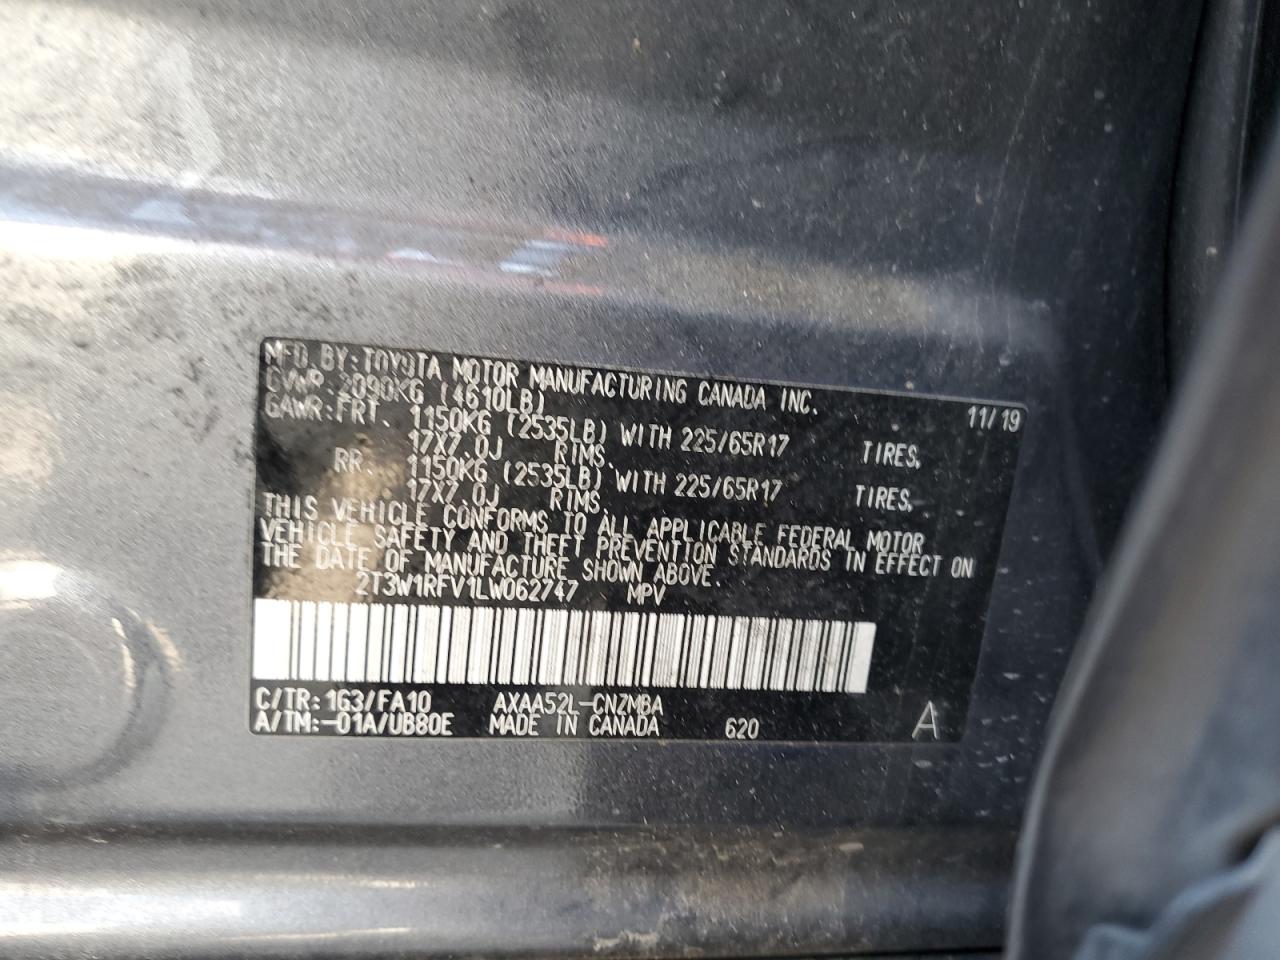 MFD. BY: TOYOTA MOTOR MANUFACTURING CANADA INC. 11/19
GVWR: 2090KG (4610LB)
GAWR: FRT. 1150KG (2535LB) WITH 225/65R17 TIRES,
17X7.0J RIMS,
RR. 1150KG (2535LB) WITH 225/65R17 TIRES,
17X7.0J RIMS.
THIS VEHICLE CONFORMS TO ALL APPLICABLE FEDERAL MOTOR
VEHICLE SAFETY AND THEFT PREVENTION STANDARDS IN EFFECT ON
THE DATE OF MANUFACTURE SHOWN ABOVE.
2T3W1RFV1LW062747 MPV
C/TR: 1G3/FA10 AXAA52L-CNZMBA
A/TM:-01A/UB80E MADE IN CANADA 620 A